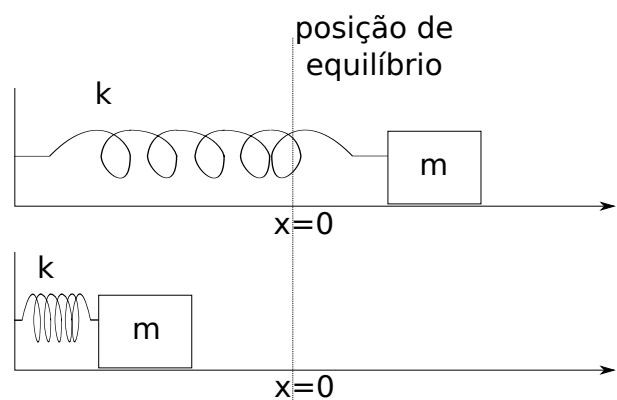 posição de
equilíbrio
k
m
x=0
k
m
x=0